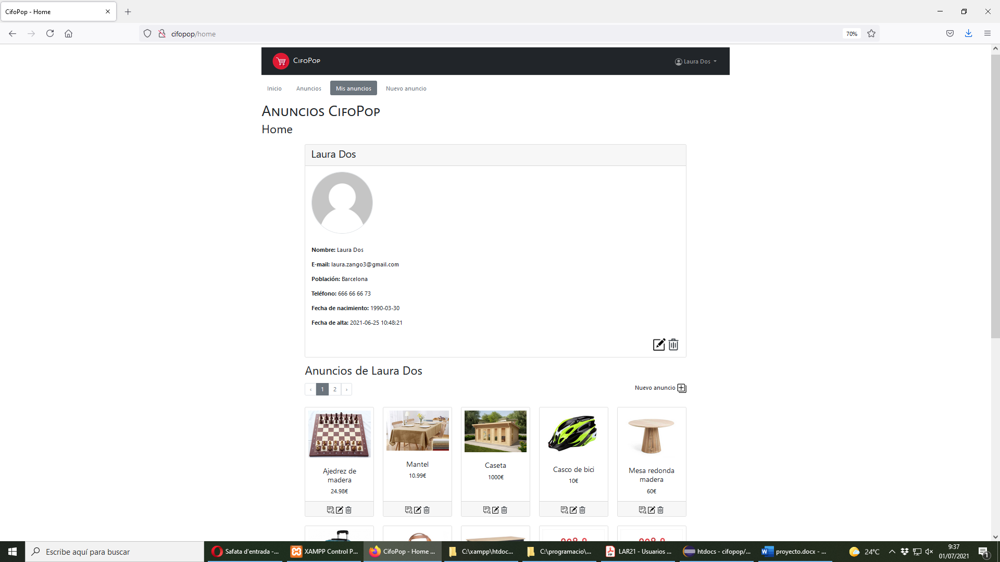 CifoPop - Home
cifopop/home
70%
CifoPop
Laura Dos
Inicio Anuncios Mis anuncios Nuevo anuncio
Anuncios CifoPop
Home
Laura Dos
Nombre: Laura Dos
E-mail: laura.zango3@gmail.com
Población: Barcelona
Teléfono: 666 66 66 73
Fecha de nacimiento: 1990-03-30
Fecha de alta: 2021-06-25 10:48:21
Anuncios de Laura Dos
‹ 1 2 ›
Nuevo anuncio
Ajedrez de
madera
24.98€
Mantel
10.99€
Caseta
1000€
Casco de bici
10€
Mesa redonda
madera
60€
Escribe aquí para buscar
Safata d'entrada -...
XAMPP Control P...
CifoPop - Home ...
C:\xampp\htdoc...
C:\programacio\...
LAR21 - Usuarios ...
htdocs - cifopop/...
proyecto.docx - ...
24°C
9:37
01/07/2021
1